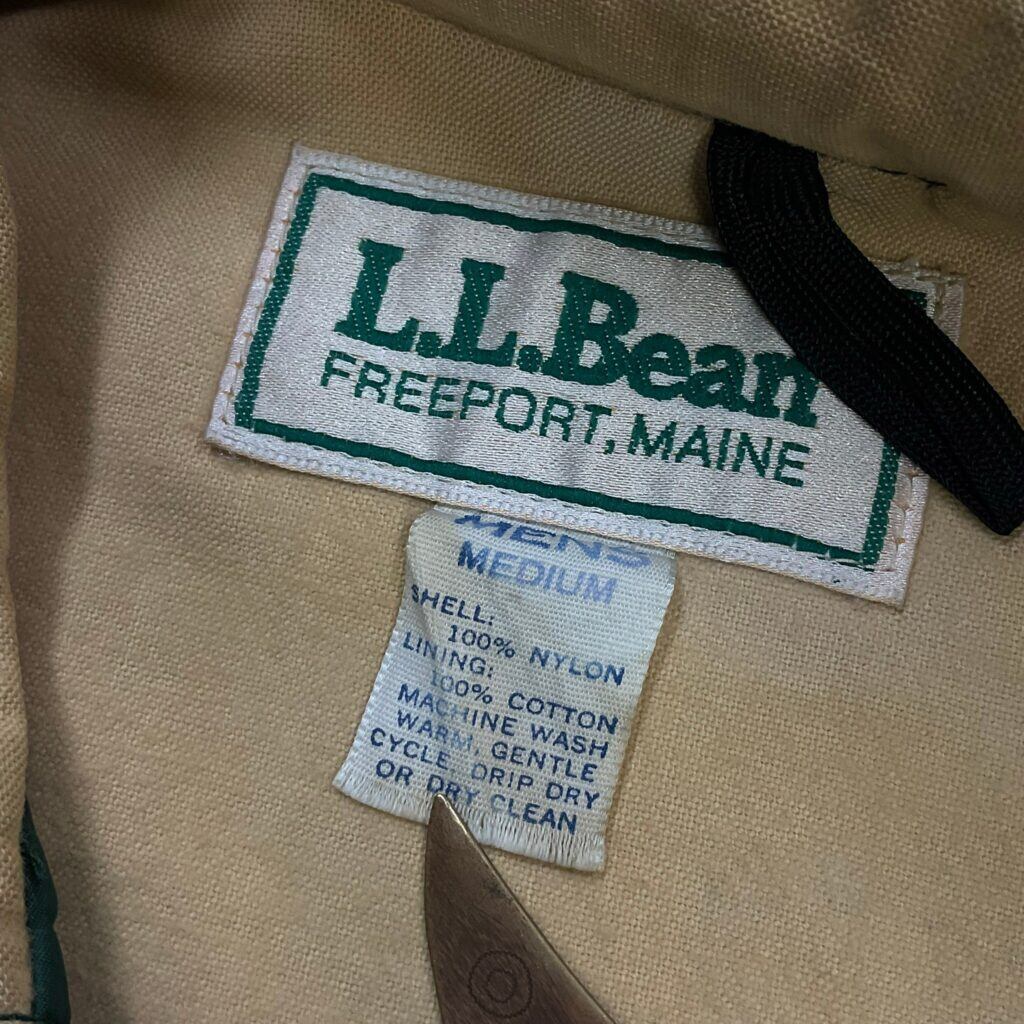 L.L.Bean
FREEPORT, MAINE
MENS
MEDIUM
SHELL:
100% NYLON
LINING:
100% COTTON
MACHINE WASH
WARM, GENTLE
CYCLE, DRIP DRY
OR DRY CLEAN